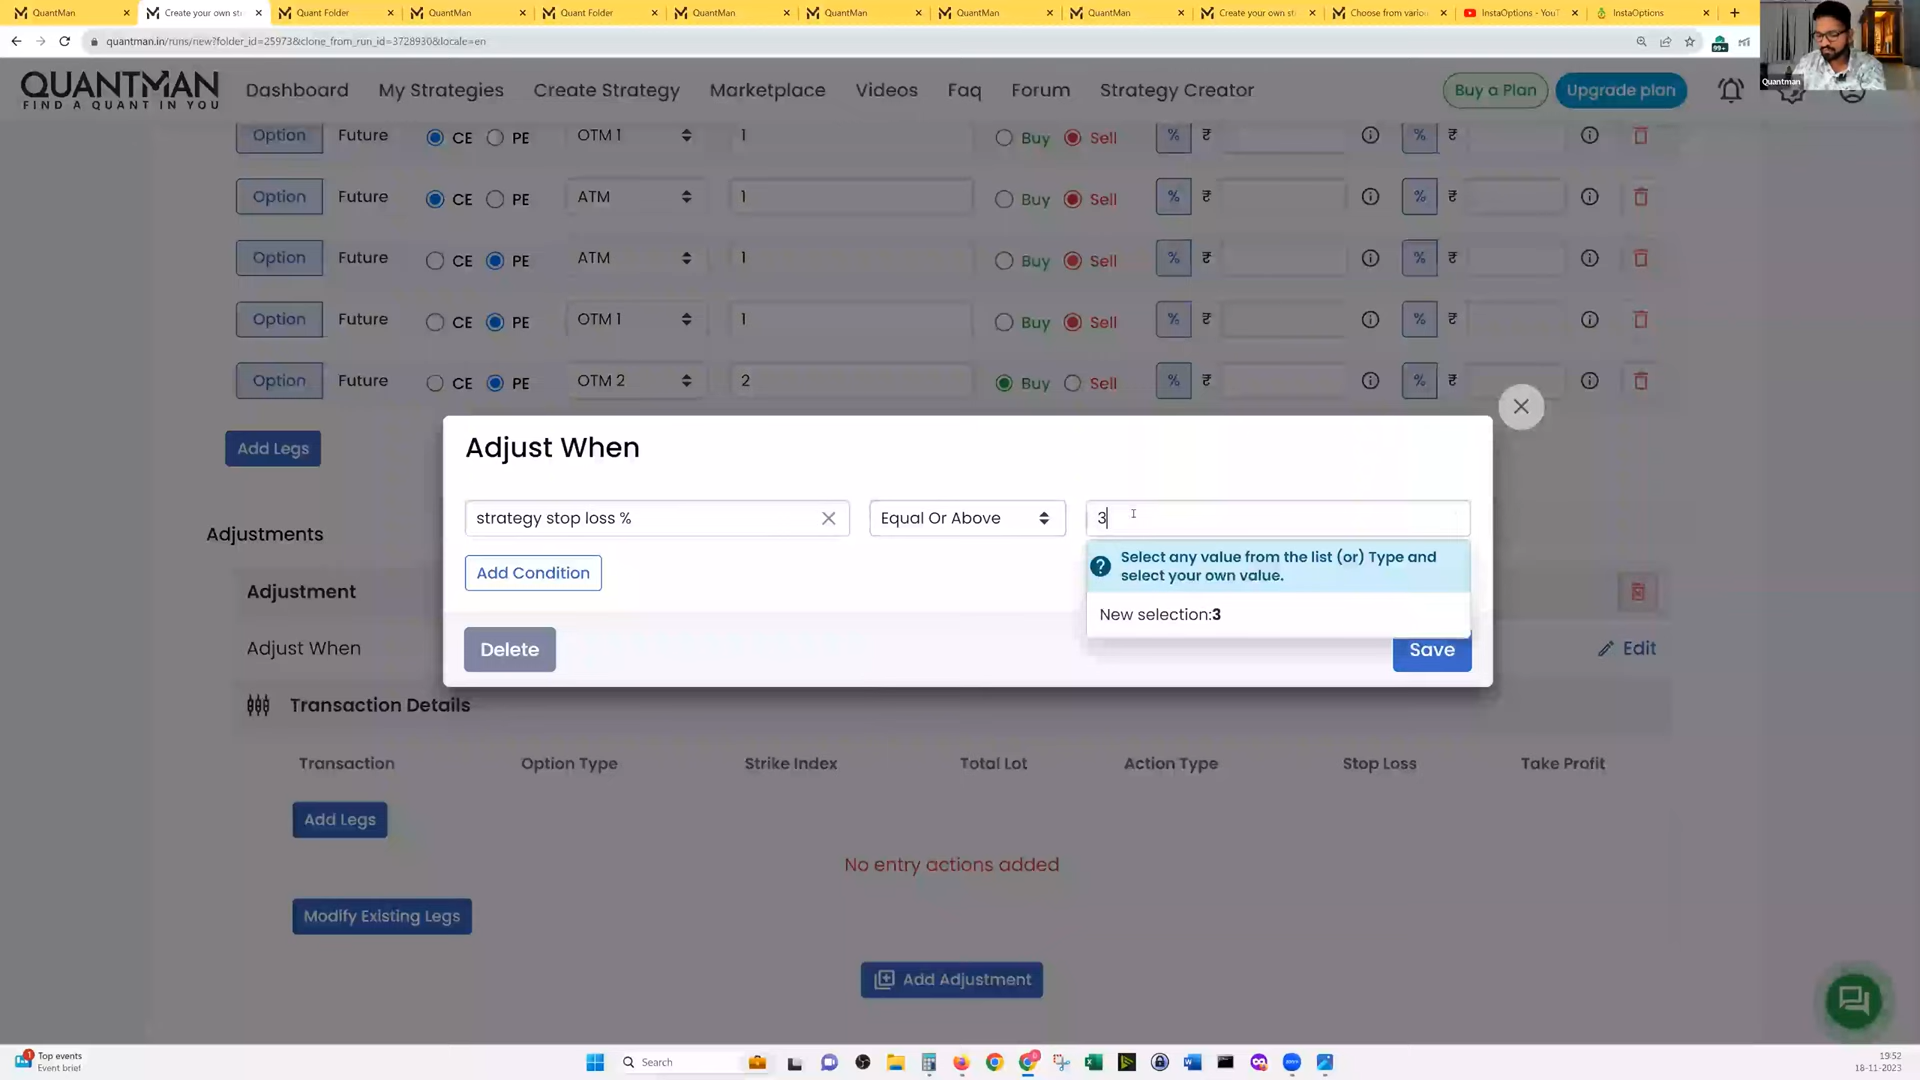 QuantMan
Create your own st
Quant Folder
QuantMan
Quant Folder
QuantMan
QuantMan
QuantMan
QuantMan
Create your own st
Choose from variou
InstaOptions - YouT
InstaOptions
quantman.in/runs/new?folder_id=25973&clone_from_run_id=3728930&locale=en
99+
Quantman
QUANTMAN
FIND A QUANT IN YOU
Dashboard
My Strategies
Create Strategy
Marketplace
Videos
Faq
Forum
Strategy Creator
Buy a Plan
Upgrade plan
Option Future CE PE OTM 1 1 Buy Sell % ₹ % ₹
Option Future CE PE ATM 1 Buy Sell % ₹ % ₹
Option Future CE PE ATM 1 Buy Sell % ₹ % ₹
Option Future CE PE OTM 1 1 Buy Sell % ₹ % ₹
Option Future CE PE OTM 2 2 Buy Sell % ₹ % ₹
Add Legs
Adjust When
strategy stop loss %
Equal Or Above
3
Select any value from the list (or) Type and
select your own value.
New selection:3
Add Condition
Delete
Save
Adjustments
Adjustment
Adjust When
Edit
Transaction Details
Transaction Option Type Strike Index Total Lot Action Type Stop Loss Take Profit
Add Legs
No entry actions added
Modify Existing Legs
Add Adjustment
1
Top events
Event brief
Search
19:52
18-11-2023